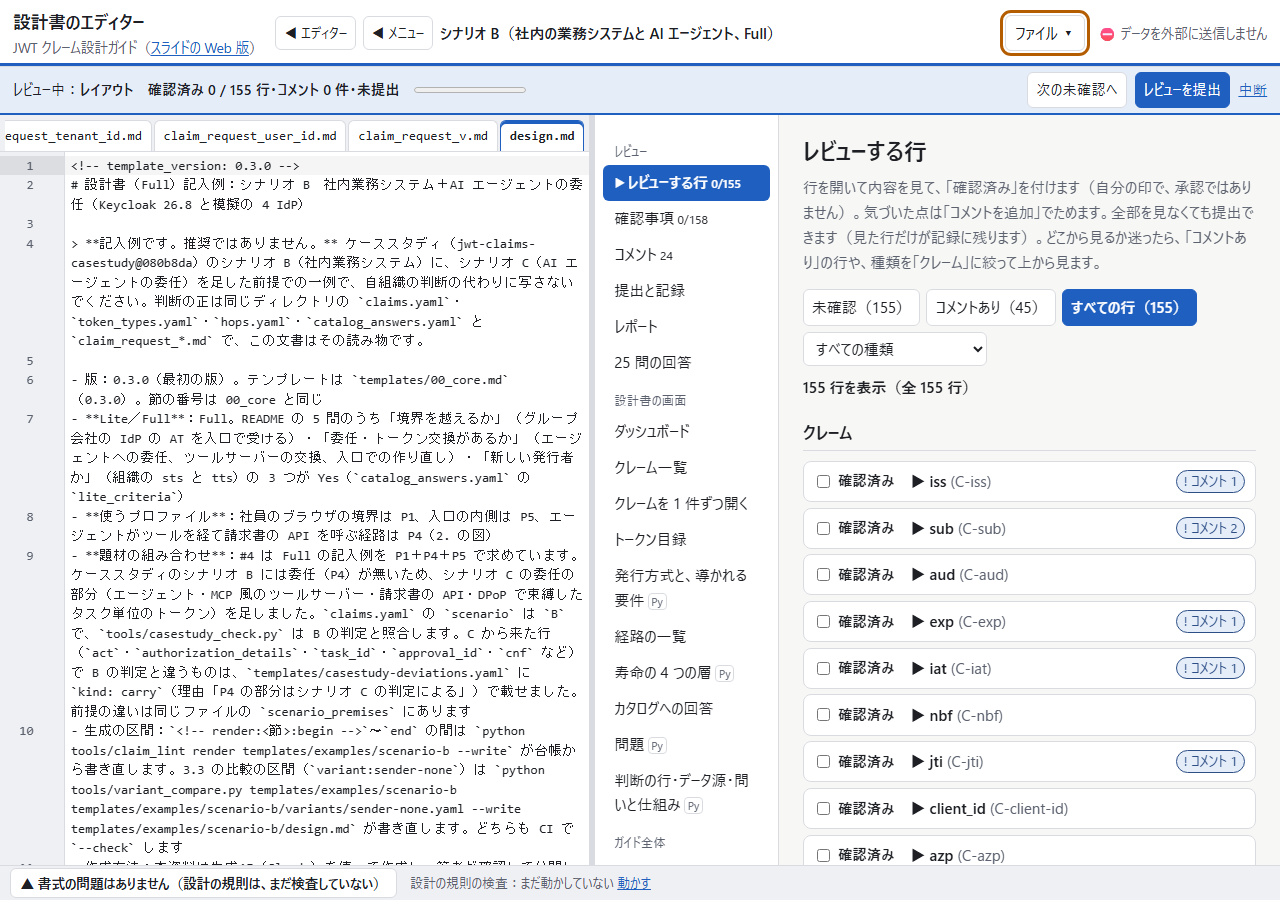 設計書のエディター
JWT クレーム設計ガイド（スライドの Web 版）
◀ エディター
◀ メニュー
シナリオ B（社内の業務システムと AI エージェント、Full）
ファイル ▼
データを外部に送信しません
レビュー中：レイアウト 確認済み 0 / 155 行・コメント 0 件・未提出
次の未確認へ
レビューを提出
中断
equest_tenant_id.md
claim_request_user_id.md
claim_request_v.md
design.md
1 <!-- template_version: 0.3.0 -->
2 # 設計書（Full）記入例：シナリオ B 社内業務システム＋AI エージェントの委
任（Keycloak 26.8 と模擬の 4 IdP）
3
4 > **記入例です。推奨ではありません。** ケーススタディ（jwt-claims-
casestudy@080b8da）のシナリオ B（社内業務システム）に、シナリオ C（AI エ
ージェントの委任）を足した前提での一例で、自組織の判断の代わりに写さない
でください。判断の正は同じディレクトリの `claims.yaml`・
`token_types.yaml`・`hops.yaml`・`catalog_answers.yaml` と
`claim_request_*.md` で、この文書はその読み物です。
5
6 - 版：0.3.0（最初の版）。テンプレートは `templates/00_core.md`
（0.3.0）。節の番号は 00_core と同じ
7 - **Lite／Full**：Full。README の 5 問のうち「境界を越えるか」（グループ
会社の IdP の AT を入口で受ける）・「委任・トークン交換があるか」（エージ
ェントへの委任、ツールサーバーの交換、入口での作り直し）・「新しい発行者
か」（組織の sts と tts）の 3 つが Yes（`catalog_answers.yaml` の
`lite_criteria`）
8 - **使うプロファイル**：社員のブラウザの境界は P1、入口の内側は P5、エー
ジェントがツールを経て請求書の API を呼ぶ経路は P4（2. の図）
9 - **題材の組み合わせ**：#4 は Full の記入例を P1＋P4＋P5 で求めています。
ケーススタディのシナリオ B には委任（P4）が無いため、シナリオ C の委任の
部分（エージェント・MCP 風のツールサーバー・請求書の API・DPoP で束縛した
タスク単位のトークン）を足しました。`claims.yaml` の `scenario` は `B`
で、`tools/casestudy_check.py` は B の判定と照合します。C から来た行
（`act`・`authorization_details`・`task_id`・`approval_id`・`cnf` など）
で B の判定と違うものは、`templates/casestudy-deviations.yaml` に
`kind: carry`（理由「P4 の部分はシナリオ C の判定による」）で載せました。
前提の違いは同じファイルの `scenario_premises` にあります
10 - 生成の区間：`<!-- render:<節>:begin -->`〜`end` の間は `python
tools/claim_lint render templates/examples/scenario-b --write` が台帳か
ら書き直します。3.3 の比較の区間（`variant:sender-none`）は `python
tools/variant_compare.py templates/examples/scenario-b
templates/examples/scenario-b/variants/sender-none.yaml --write
templates/examples/scenario-b/design.md` が書き直します。どちらも CI で
`--check` します
レビュー
▶ レビューする行 0/155
確認事項 0/158
コメント 24
提出と記録
レポート
25 問の回答
設計書の画面
ダッシュボード
クレーム一覧
クレームを 1 件ずつ開く
トークン目録
発行方式と、導かれる
要件 Py
経路の一覧
寿命の 4 つの層 Py
カタログへの回答
問題 Py
判断の行・データ源・問
いと仕組み Py
ガイド全体
レビューする行
行を開いて内容を見て、「確認済み」を付けます（自分の印で、承認ではあり
ません）。気づいた点は「コメントを追加」でためます。全部を見なくても提出で
きます（見た行だけが記録に残ります）。どこから見るか迷ったら、「コメントあ
り」の行や、種類を「クレーム」に絞って上から見ます。
未確認（155）
コメントあり（45）
すべての行（155）
すべての種類
155 行を表示（全 155 行）
クレーム
確認済み ▶ iss (C-iss) ! コメント 1
確認済み ▶ sub (C-sub) ! コメント 2
確認済み ▶ aud (C-aud)
確認済み ▶ exp (C-exp) ! コメント 1
確認済み ▶ iat (C-iat) ! コメント 1
確認済み ▶ nbf (C-nbf)
確認済み ▶ jti (C-jti) ! コメント 1
確認済み ▶ client_id (C-client-id)
確認済み ▶ azp (C-azp)
▲ 書式の問題はありません（設計の規則は、まだ検査していない）
設計の規則の検査：まだ動かしていない 動かす